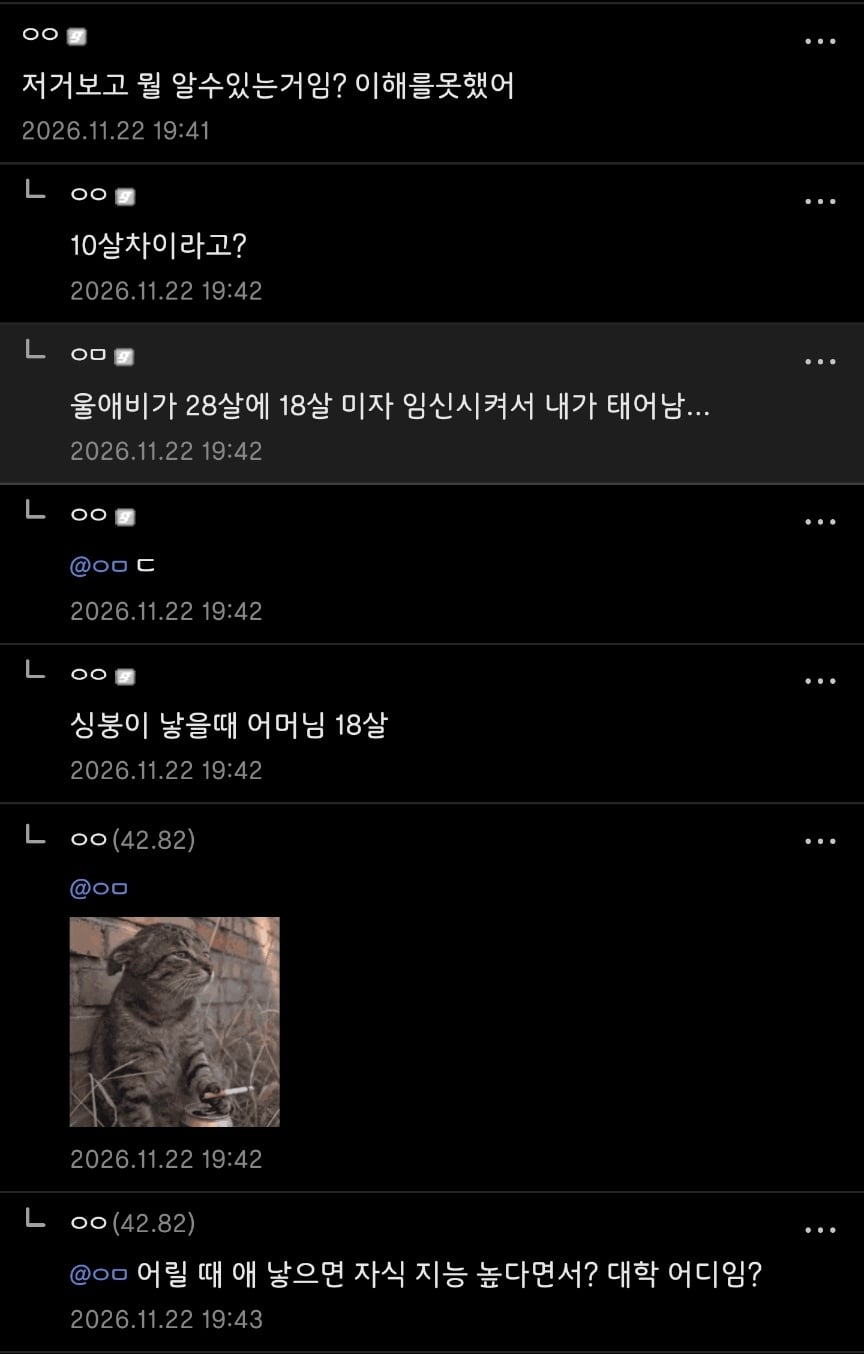 ㅇㅇ
저거보고 뭘 알수있는거임? 이해를못했어
2026.11.22 19:41
ㅇㅇ
10살차이라고?
2026.11.22 19:42
ㅇㅁ
울애비가 28살에 18살 미자 임신시켜서 내가 태어남...
2026.11.22 19:42
ㅇㅇ
@ㅇㅁ ㄷ
2026.11.22 19:42
ㅇㅇ
싱붕이 낳을때 어머님 18살
2026.11.22 19:42
ㅇㅇ(42.82)
@ㅇㅁ
2026.11.22 19:42
ㅇㅇ(42.82)
@ㅇㅁ 어릴 때 애 낳으면 자식 지능 높다면서? 대학 어디임?
2026.11.22 19:43